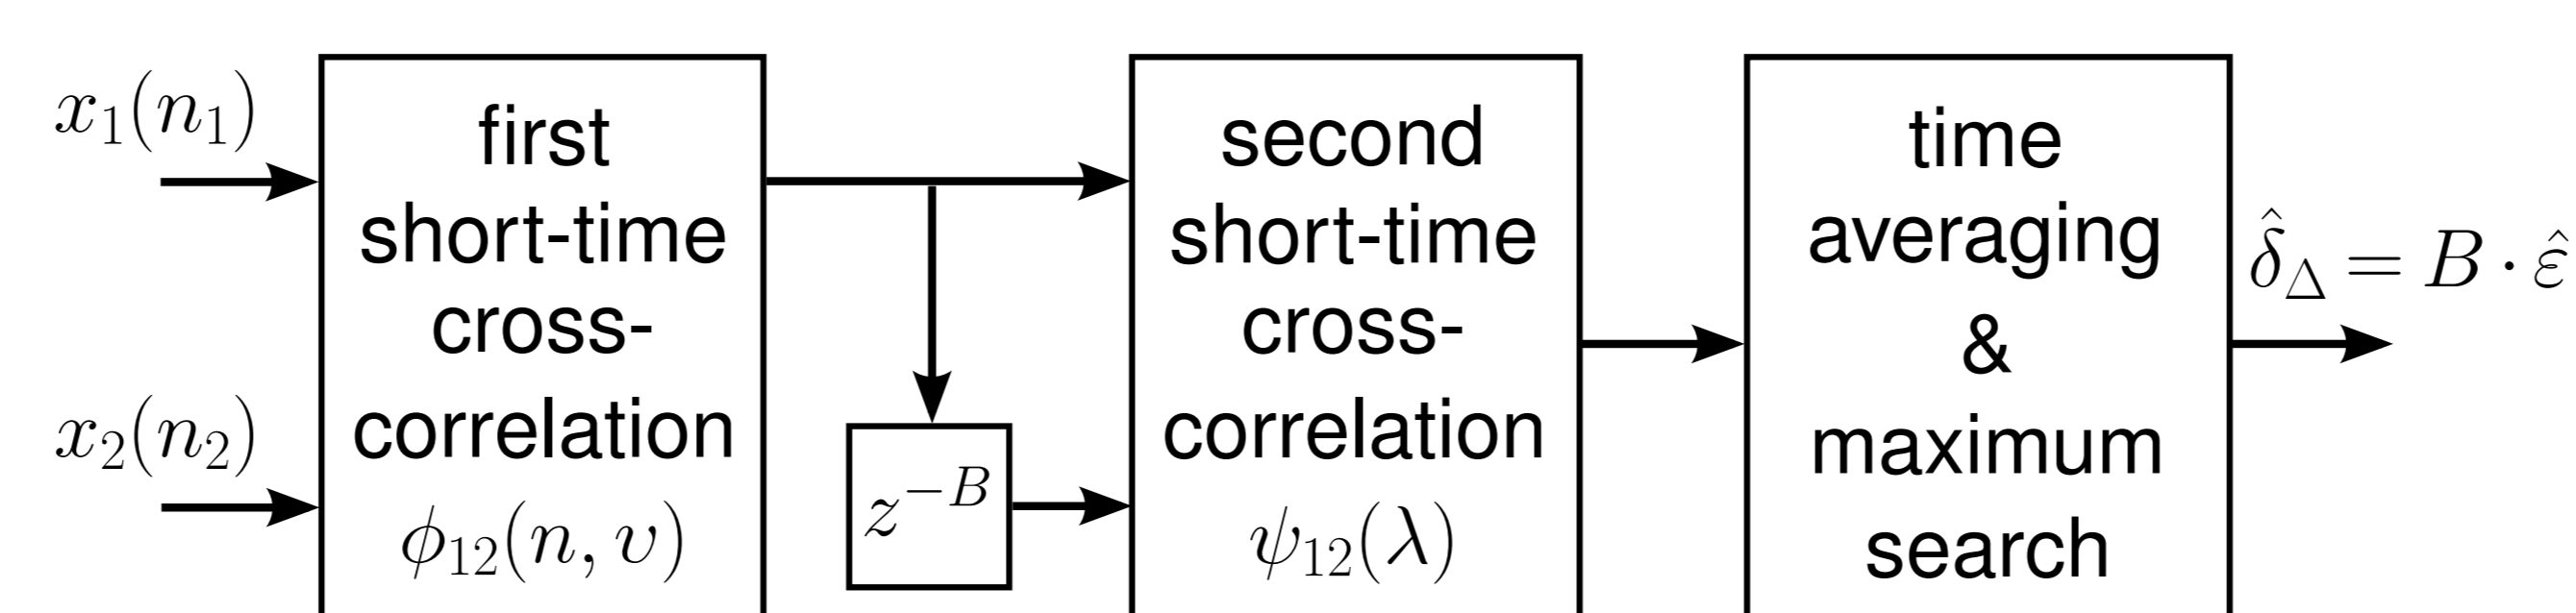 x₁(n₁)
x₂(n₂)
first
short-time
cross-
correlation
ϕ₁₂(n, υ)
z⁻ᴮ
second
short-time
cross-
correlation
ψ₁₂(λ)
time
averaging
&
maximum
search
δ̂_Δ = B · ε̂